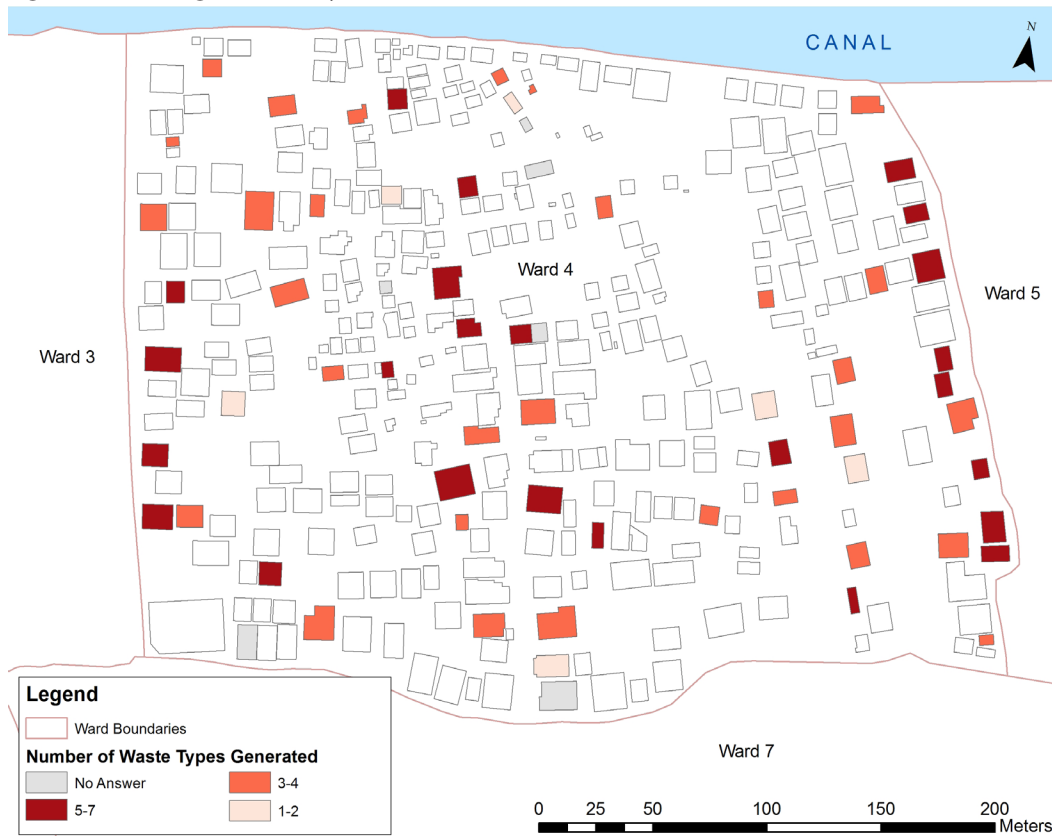 CANAL
N
Ward 4
Ward 5
Ward 3
Legend
Ward Boundaries
Number of Waste Types Generated
No Answer
3-4
5-7
1-2
Ward 7
0 25 50 100 150 200
Meters